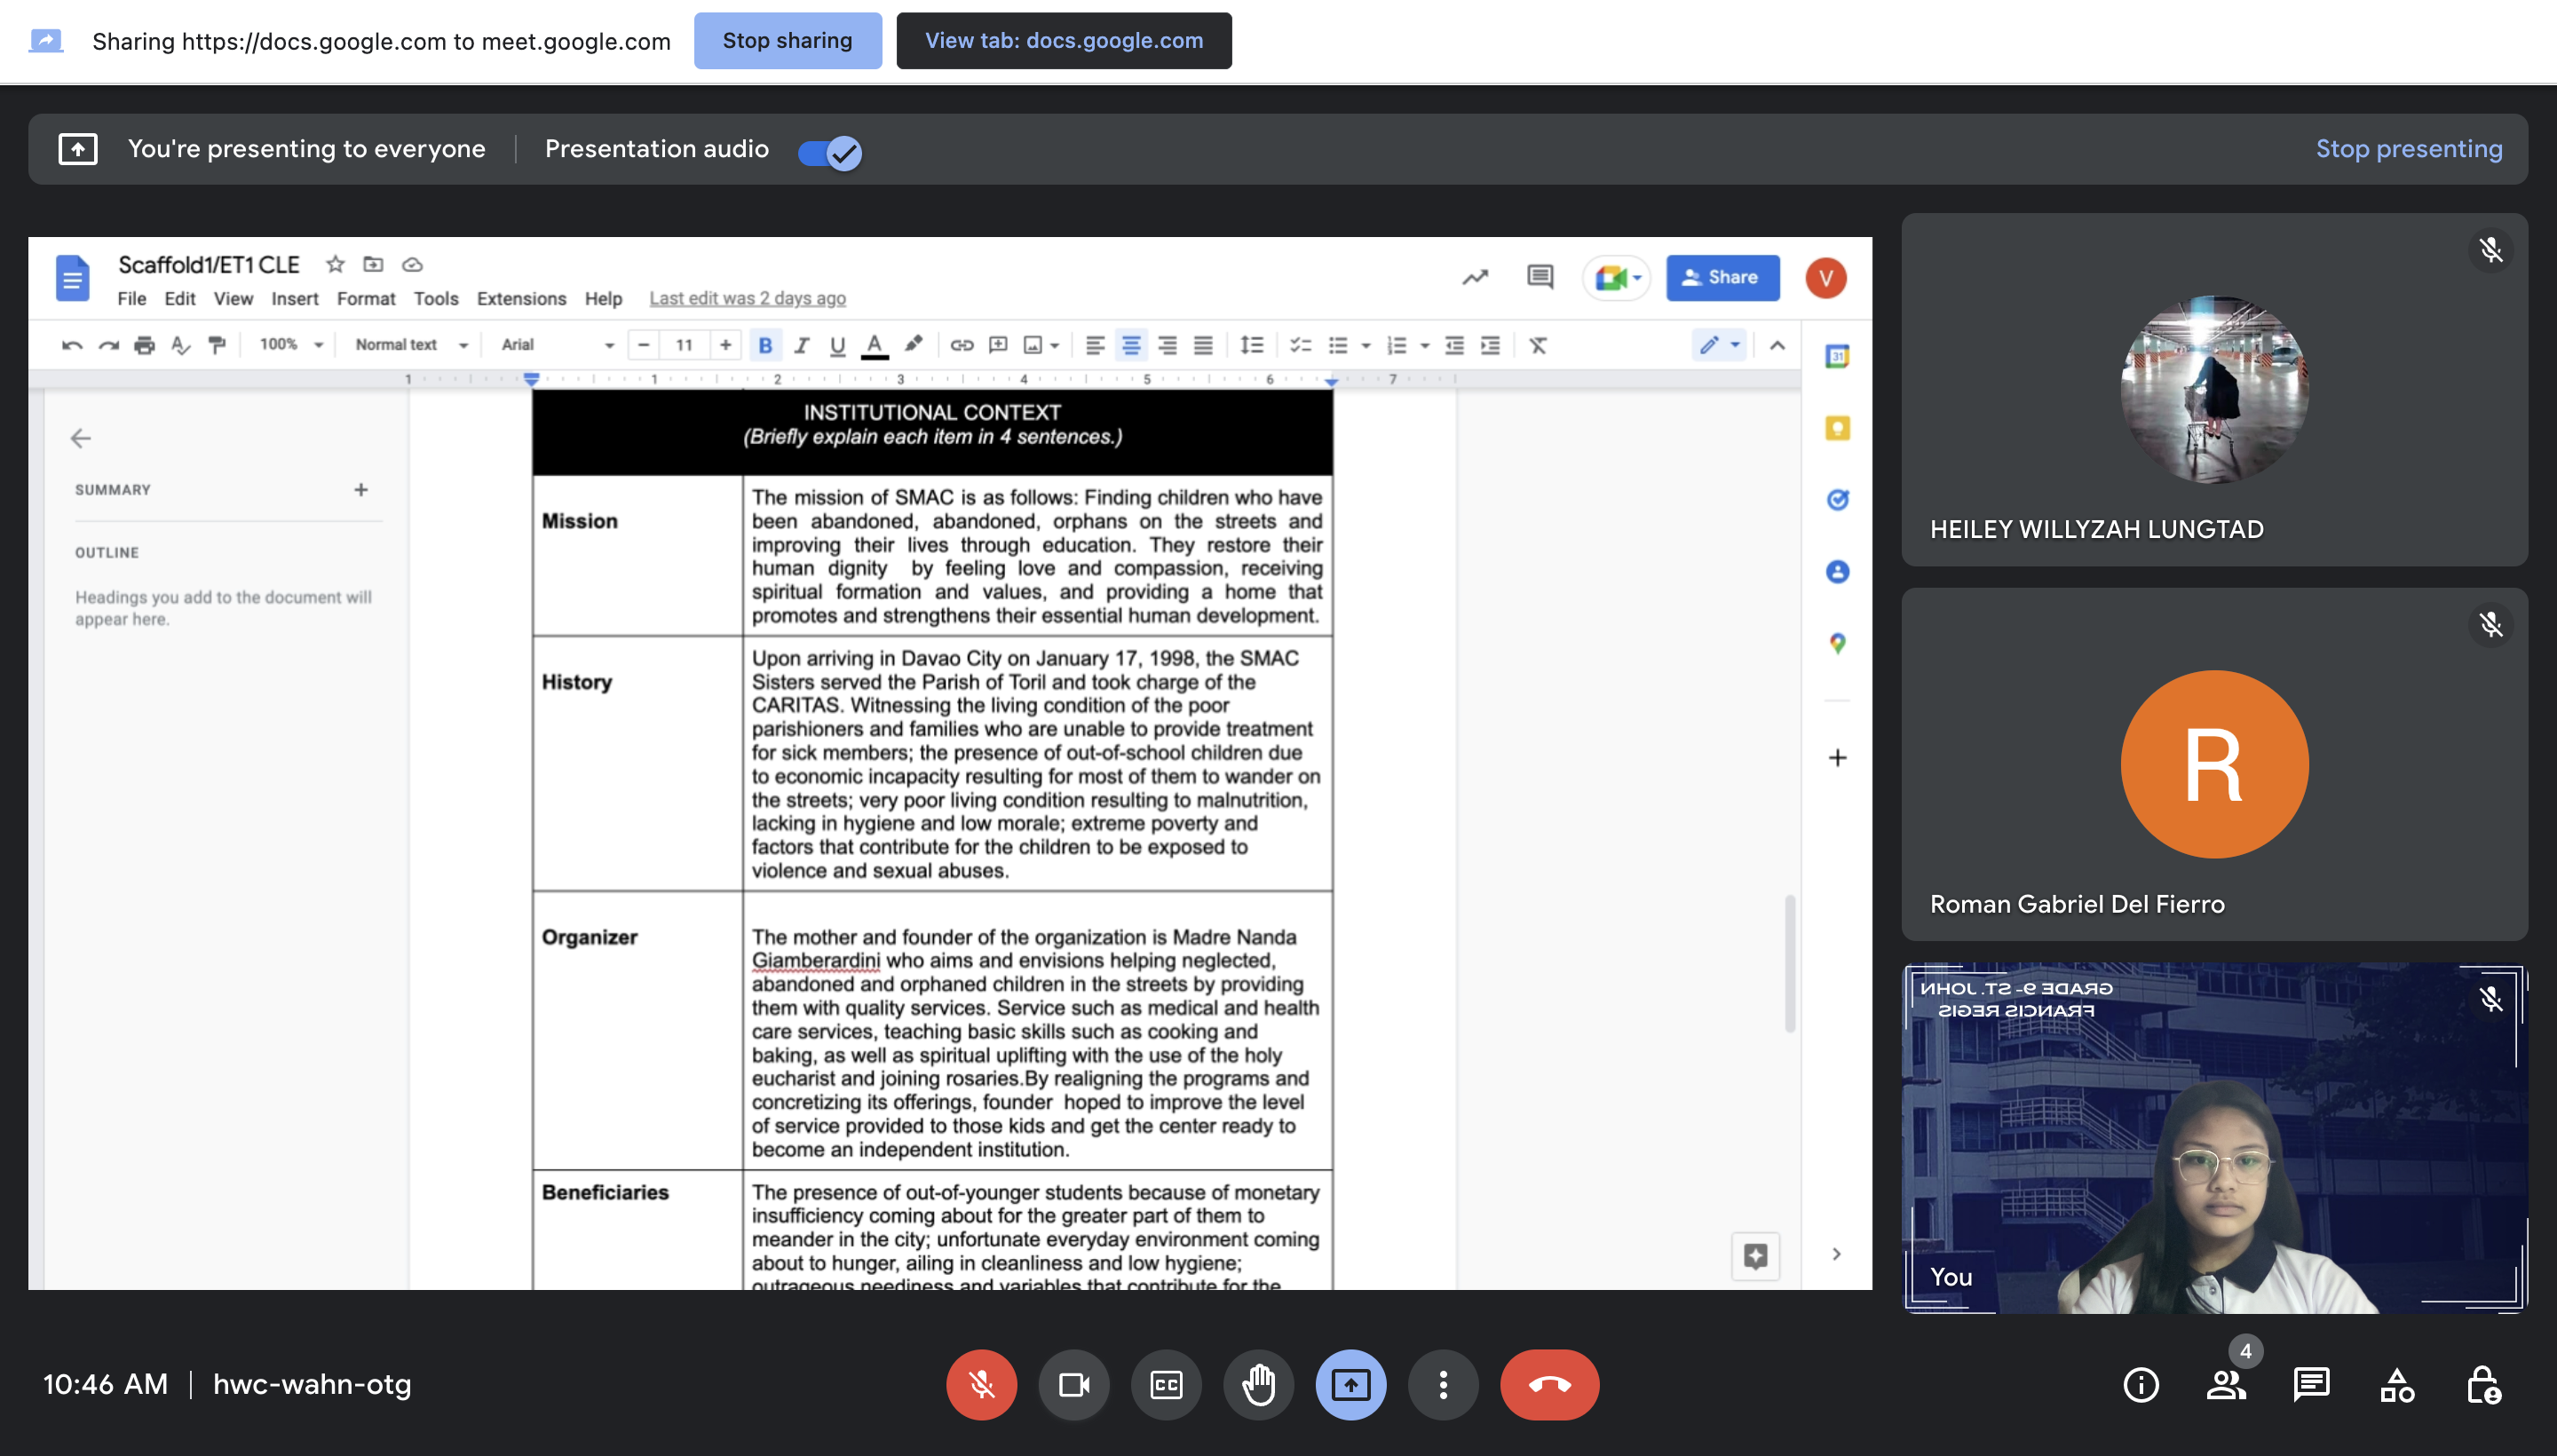 Sharing https://docs.google.com to meet.google.com
Stop sharing
View tab: docs.google.com
You're presenting to everyone
Presentation audio
Stop presenting
Scaffold1/ET1 CLE
Share
V
File Edit View Insert Format Tools Extensions Help Last edit was 2 days ago
100% Normal text Arial − 11 + B I U A
1 1 2 3 4 5 6 7
31
SUMMARY
OUTLINE
Headings you add to the document will
appear here.
INSTITUTIONAL CONTEXT
(Briefly explain each item in 4 sentences.)
Mission
The mission of SMAC is as follows: Finding children who have
been abandoned, abandoned, orphans on the streets and
improving their lives through education. They restore their
human dignity by feeling love and compassion, receiving
spiritual formation and values, and providing a home that
promotes and strengthens their essential human development.
History
Upon arriving in Davao City on January 17, 1998, the SMAC
Sisters served the Parish of Toril and took charge of the
CARITAS. Witnessing the living condition of the poor
parishioners and families who are unable to provide treatment
for sick members; the presence of out-of-school children due
to economic incapacity resulting for most of them to wander on
the streets; very poor living condition resulting to malnutrition,
lacking in hygiene and low morale; extreme poverty and
factors that contribute for the children to be exposed to
violence and sexual abuses.
Organizer
The mother and founder of the organization is Madre Nanda
Giamberardini who aims and envisions helping neglected,
abandoned and orphaned children in the streets by providing
them with quality services. Service such as medical and health
care services, teaching basic skills such as cooking and
baking, as well as spiritual uplifting with the use of the holy
eucharist and joining rosaries.By realigning the programs and
concretizing its offerings, founder hoped to improve the level
of service provided to those kids and get the center ready to
become an independent institution.
Beneficiaries
The presence of out-of-younger students because of monetary
insufficiency coming about for the greater part of them to
meander in the city; unfortunate everyday environment coming
about to hunger, ailing in cleanliness and low hygiene;
outrageous neediness and variables that contribute for the
HEILEY WILLYZAH LUNGTAD
R
Roman Gabriel Del Fierro
GRADE 9- ST. JOHN
FRANCIS REGIS
You
10:46 AM | hwc-wahn-otg
CC
4